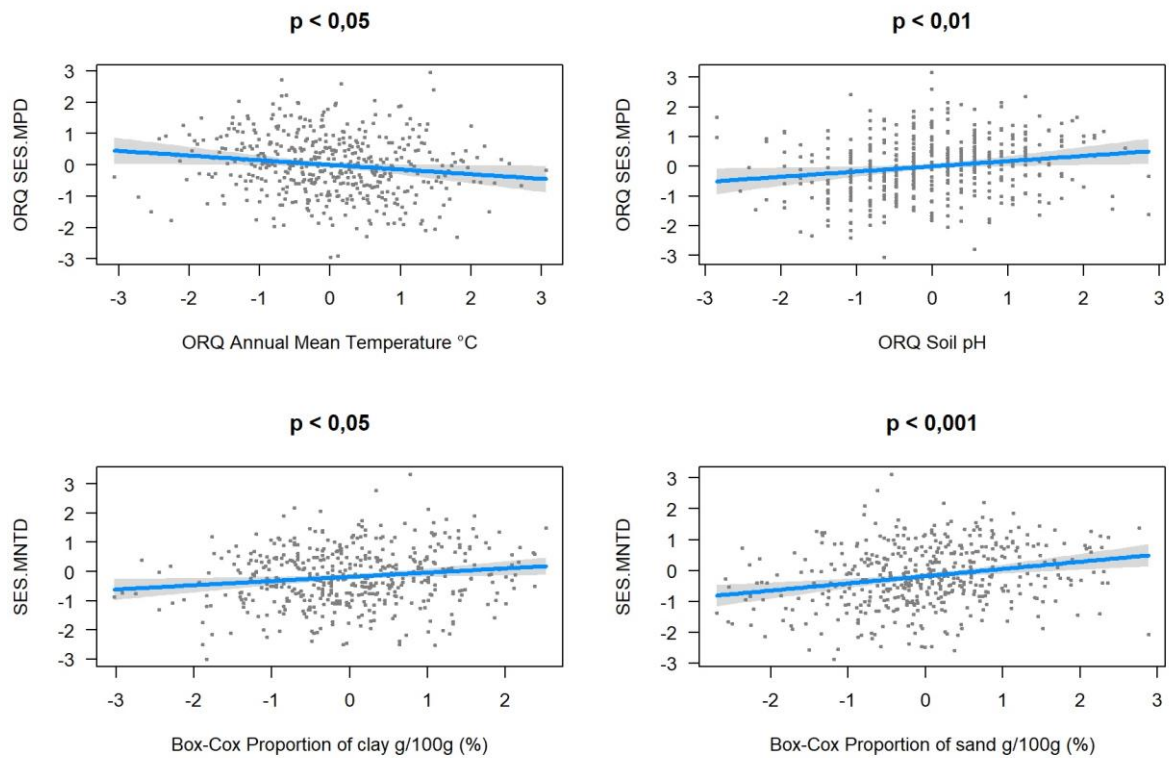 p < 0,05
3
2
1
0
-1
-2
-3
ORQ SES.MPD
-3 -2 -1 0 1 2 3
ORQ Annual Mean Temperature °C
p < 0,01
3
2
1
0
-1
-2
-3
ORQ SES.MPD
-3 -2 -1 0 1 2 3
ORQ Soil pH
p < 0,05
3
2
1
0
-1
-2
-3
SES.MNTD
-3 -2 -1 0 1 2
Box-Cox Proportion of clay g/100g (%)
p < 0,001
3
2
1
0
-1
-2
-3
SES.MNTD
-2 -1 0 1 2 3
Box-Cox Proportion of sand g/100g (%)